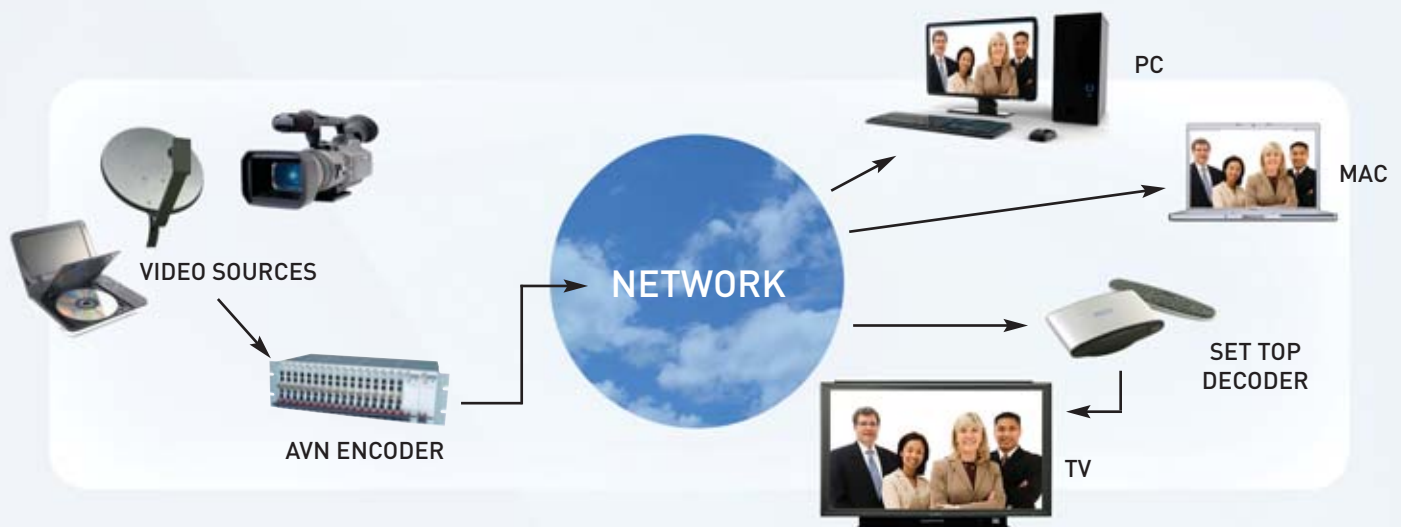 PC
MAC
VIDEO SOURCES
NETWORK
SET TOP
DECODER
AVN ENCODER
TV